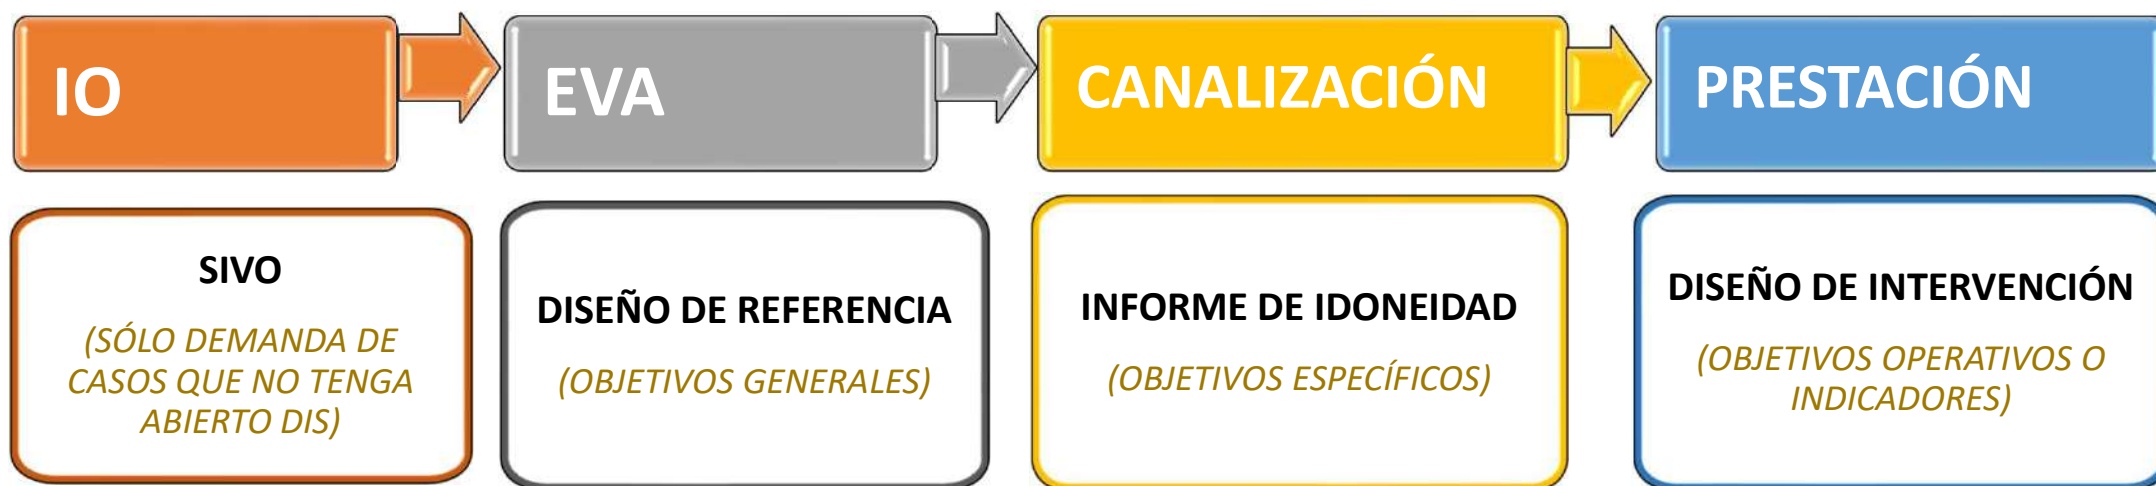 IO
EVA
CANALIZACIÓN
PRESTACIÓN
SIVO
(SÓLO DEMANDA DE
CASOS QUE NO TENGA
ABIERTO DIS)
DISEÑO DE REFERENCIA
(OBJETIVOS GENERALES)
INFORME DE IDONEIDAD
(OBJETIVOS ESPECÍFICOS)
DISEÑO DE INTERVENCIÓN
(OBJETIVOS OPERATIVOS O
INDICADORES)